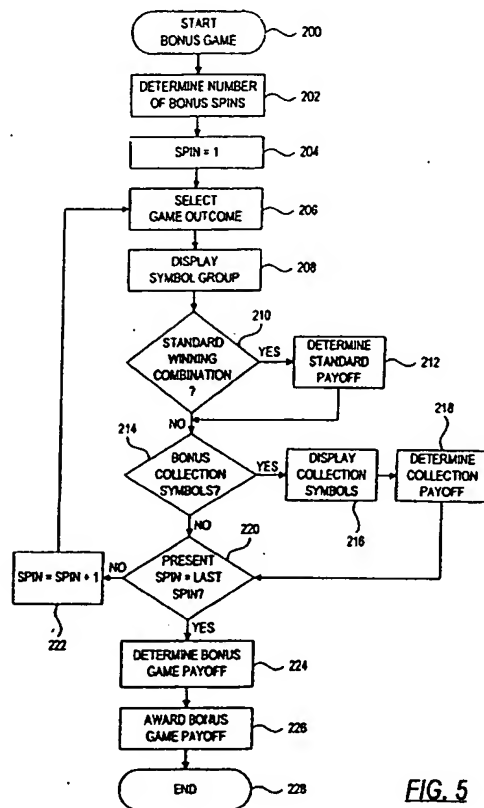 START
BONUS GAME
200
DETERMINE NUMBER
OF BONUS SPINS
202
SPIN = 1
204
SELECT
GAME OUTCOME
206
DISPLAY
SYMBOL GROUP
208
210
STANDARD
WINNING
COMBINATION
?
YES
DETERMINE
STANDARD
PAYOFF
212
NO
214
BONUS
COLLECTION
SYMBOLS?
YES
DISPLAY
COLLECTION
SYMBOLS
216
218
DETERMINE
COLLECTION
PAYOFF
NO
220
PRESENT
SPIN = LAST
SPIN?
NO
SPIN = SPIN + 1
222
YES
DETERMINE BONUS
GAME PAYOFF
224
AWARD BONUS
GAME PAYOFF
226
END
228
FIG. 5